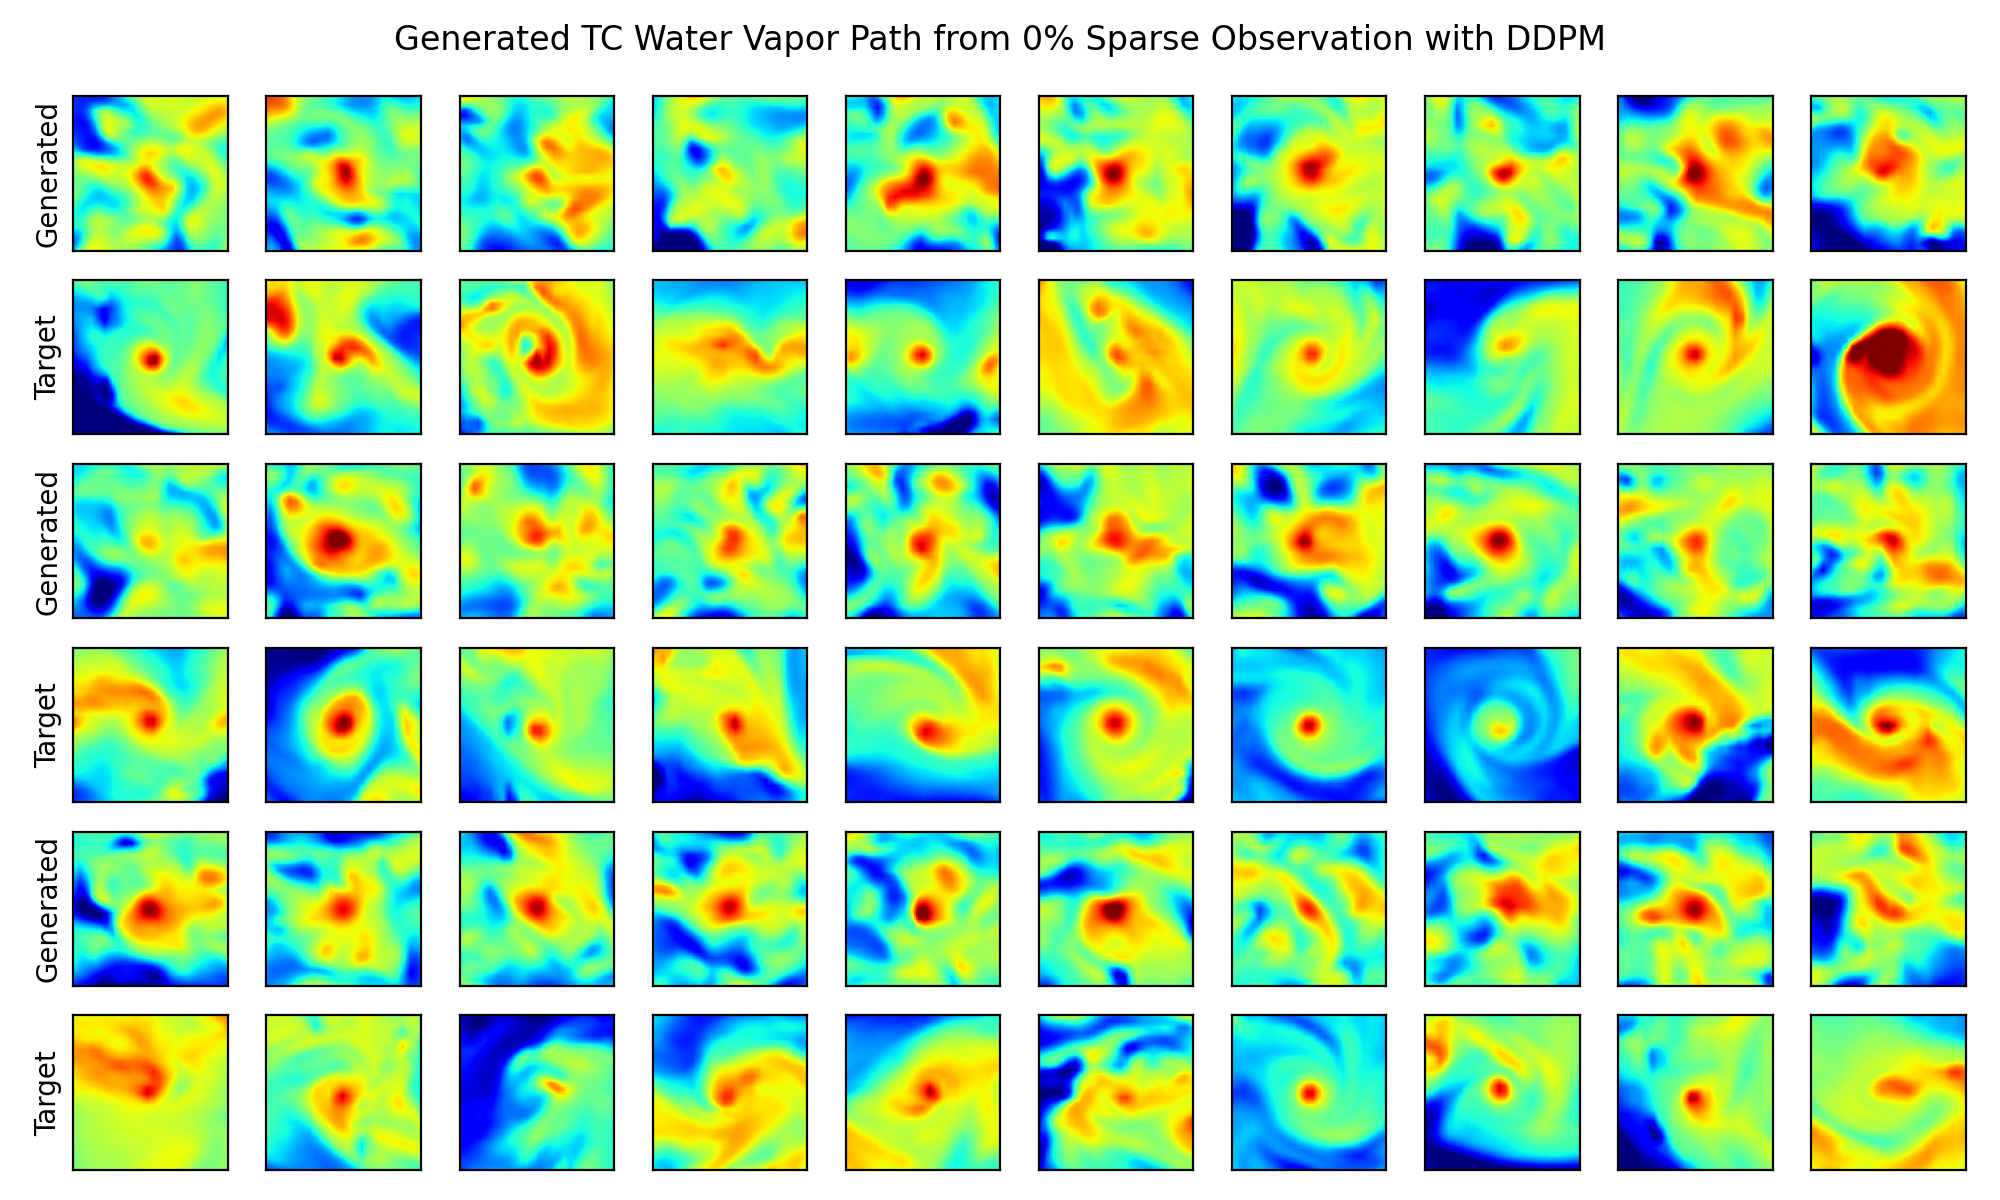 Generated TC Water Vapor Path from 0% Sparse Observation with DDPM
Generated
Target
Generated
Target
Generated
Target